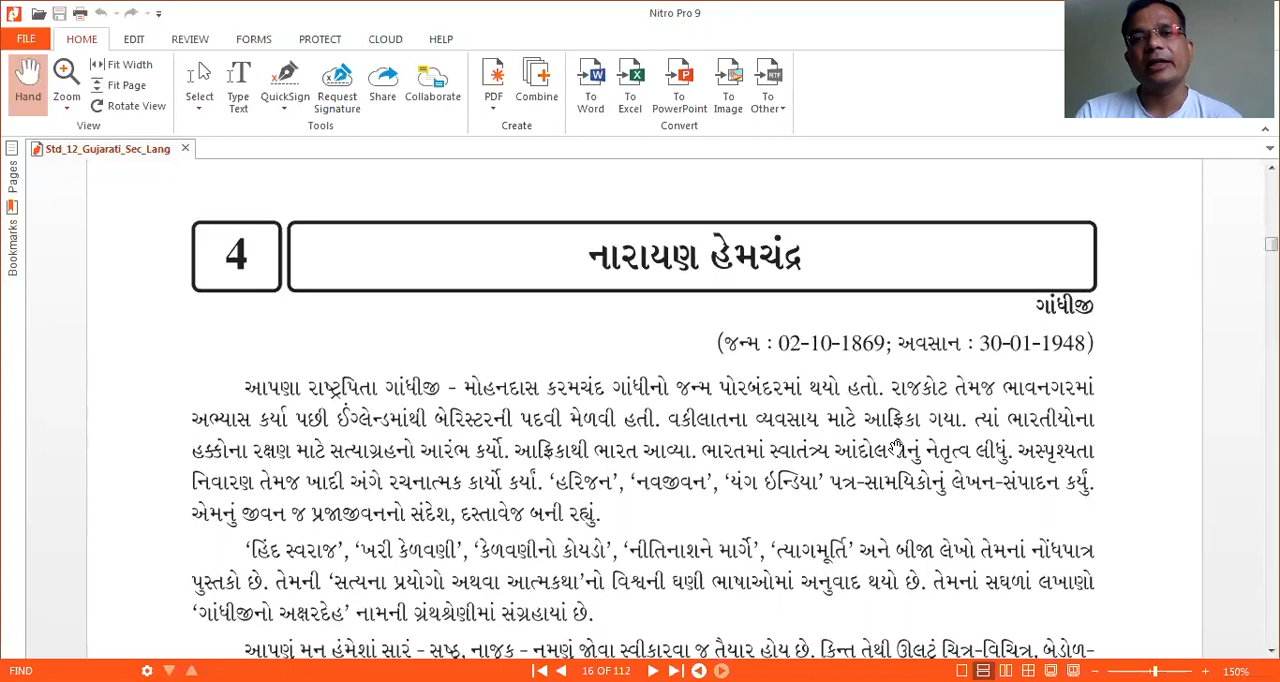 Nitro Pro 9
FILE HOME EDIT REVIEW FORMS PROTECT CLOUD HELP
Hand Zoom Fit Width Fit Page Rotate View
View
Select Type Text QuickSign Request Signature Share Collaborate
Tools
PDF Combine
Create
To Word To Excel To PowerPoint To Image To Other
Convert
Std_12_Gujarati_Sec_Lang
Pages
Bookmarks
4
નારાયણ હેમચંદ્ર
ગાંધીજી
(જન્મ : 02-10-1869; અવસાન : 30-01-1948)
આપણા રાષ્ટ્રપિતા ગાંધીજી - મોહનદાસ કરમચંદ ગાંધીનો જન્મ પોરબંદરમાં થયો હતો. રાજકોટ તેમજ ભાવનગરમાં
અભ્યાસ કર્યા પછી ઈંગ્લેન્ડમાંથી બેરિસ્ટરની પદવી મેળવી હતી. વકીલાતના વ્યવસાય માટે આફ્રિકા ગયા. ત્યાં ભારતીયોના
હક્કોના રક્ષણ માટે સત્યાગ્રહનો આરંભ કર્યો. આફ્રિકાથી ભારત આવ્યા. ભારતમાં સ્વાતંત્ર્ય આંદોલનનું નેતૃત્વ લીધું. અસ્પૃશ્યતા
નિવારણ તેમજ ખાદી અંગે રચનાત્મક કાર્યો કર્યાં. ‘હરિજન’, ‘નવજીવન’, ‘યંગ ઇન્ડિયા’ પત્ર-સામયિકોનું લેખન-સંપાદન કર્યું.
એમનું જીવન જ પ્રજાજીવનનો સંદેશ, દસ્તાવેજ બની રહ્યું.
‘હિંદ સ્વરાજ’, ‘ખરી કેળવણી’, ‘કેળવણીનો કોયડો’, ‘નીતિનાશને માર્ગે’, ‘ત્યાગમૂર્તિ’ અને બીજા લેખો તેમનાં નોંધપાત્ર
પુસ્તકો છે. તેમની ‘સત્યના પ્રયોગો અથવા આત્મકથા’નો વિશ્વની ઘણી ભાષાઓમાં અનુવાદ થયો છે. તેમનાં સઘળાં લખાણો
‘ગાંધીજીનો અક્ષરદેહ’ નામની ગ્રંથશ્રેણીમાં સંગ્રહાયાં છે.
આપણું મન હંમેશાં સારું - સુષ્ઠુ, નાજુક - નમણું જોવા સ્વીકારવા જ તૈયાર હોય છે. કિન્તુ તેથી ઊલટું ચિત્ર-વિચિત્ર, બેડોળ-
FIND
16 OF 112
150%